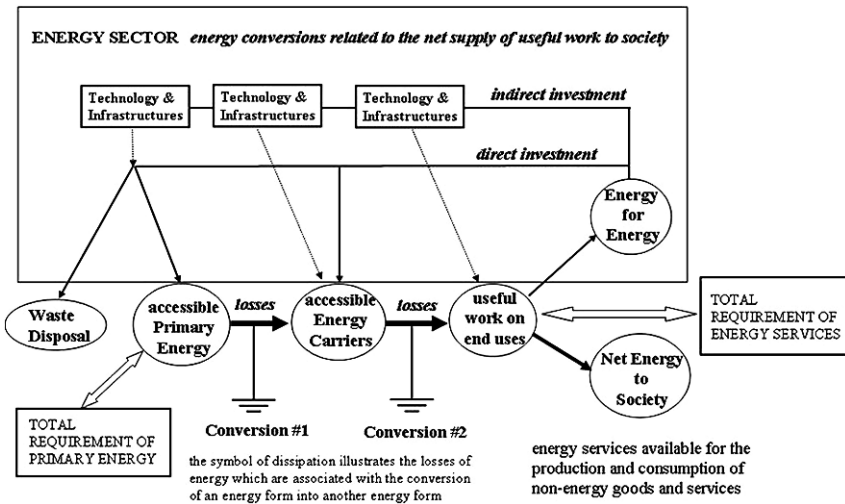 ENERGY SECTOR energy conversions related to the net supply of useful work to society
Technology &
Infrastructures
Technology &
Infrastructures
Technology &
Infrastructures
indirect investment
direct investment
Energy
for
Energy
Waste
Disposal
accessible
Primary
Energy
losses
accessible
Energy
Carriers
losses
useful
work on
end uses
TOTAL
REQUIREMENT OF
ENERGY SERVICES
Net Energy
to
Society
TOTAL
REQUIREMENT OF
PRIMARY ENERGY
Conversion #1
Conversion #2
the symbol of dissipation illustrates the losses of
energy which are associated with the conversion
of an energy form into another energy form
energy services available for the
production and consumption of
non-energy goods and services